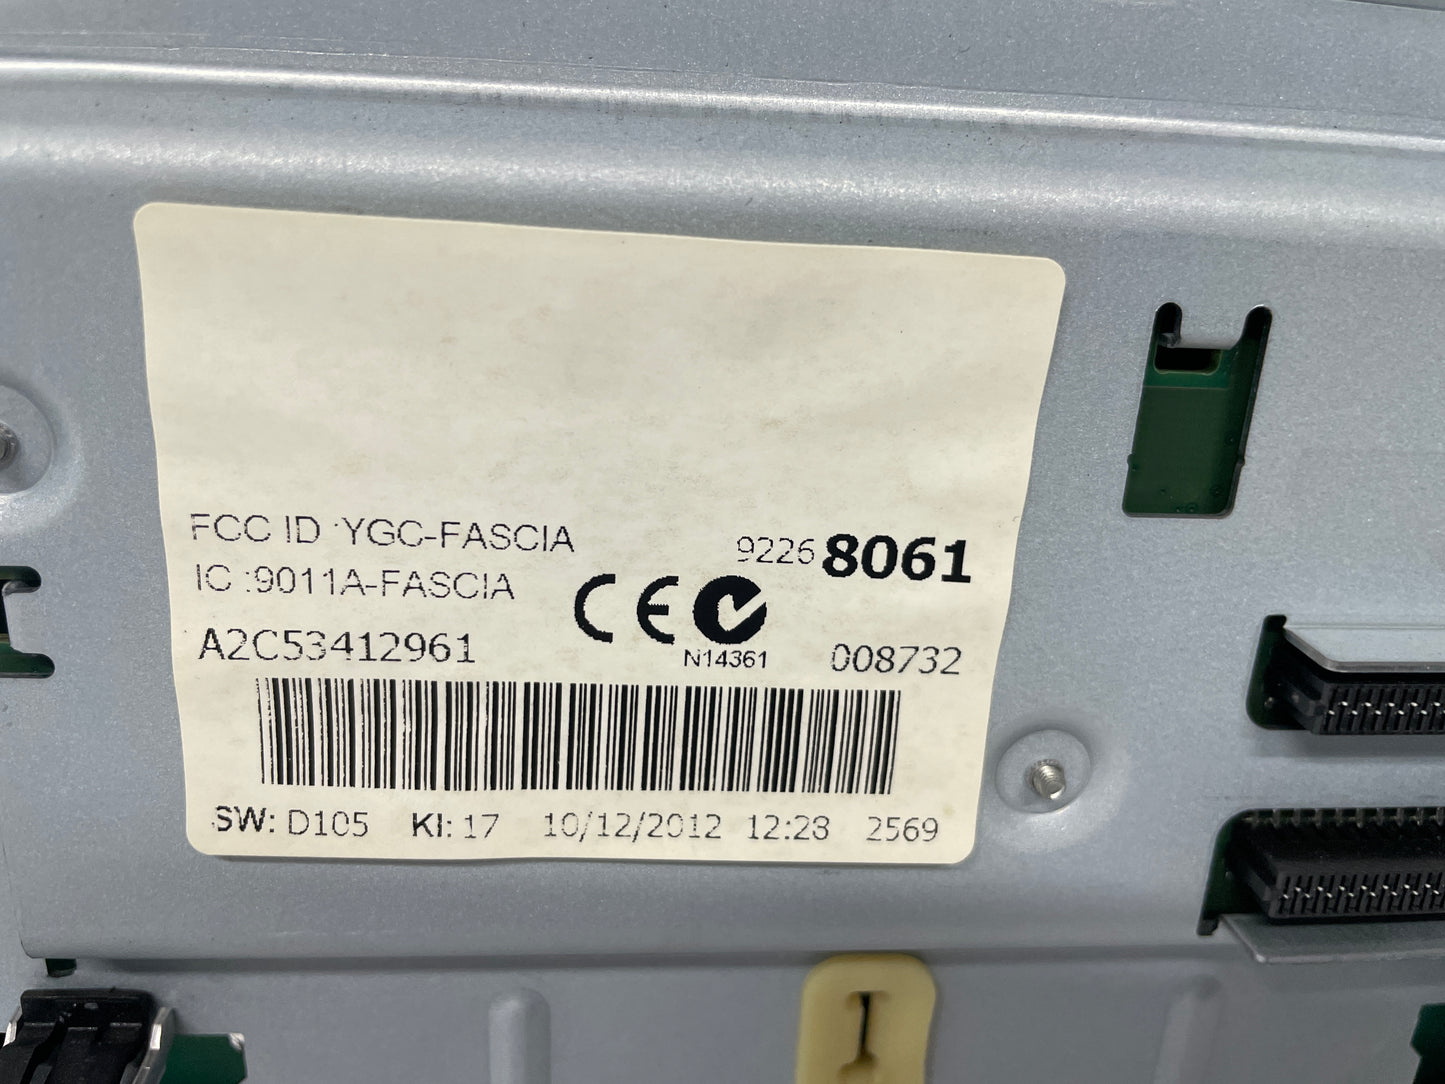 FCC ID :YGC-FASCIA
9226 8061
IC :9011A-FASCIA
CE
A2C53412961
N14361
008732
SW: D105 KI: 17 10/12/2012 12:23 2569